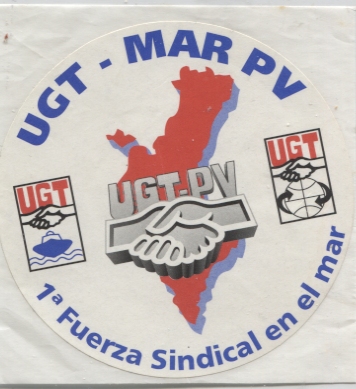 UGT - MAR PV
UGT
UGT-PV
UGT
1ª Fuerza Sindical en el mar